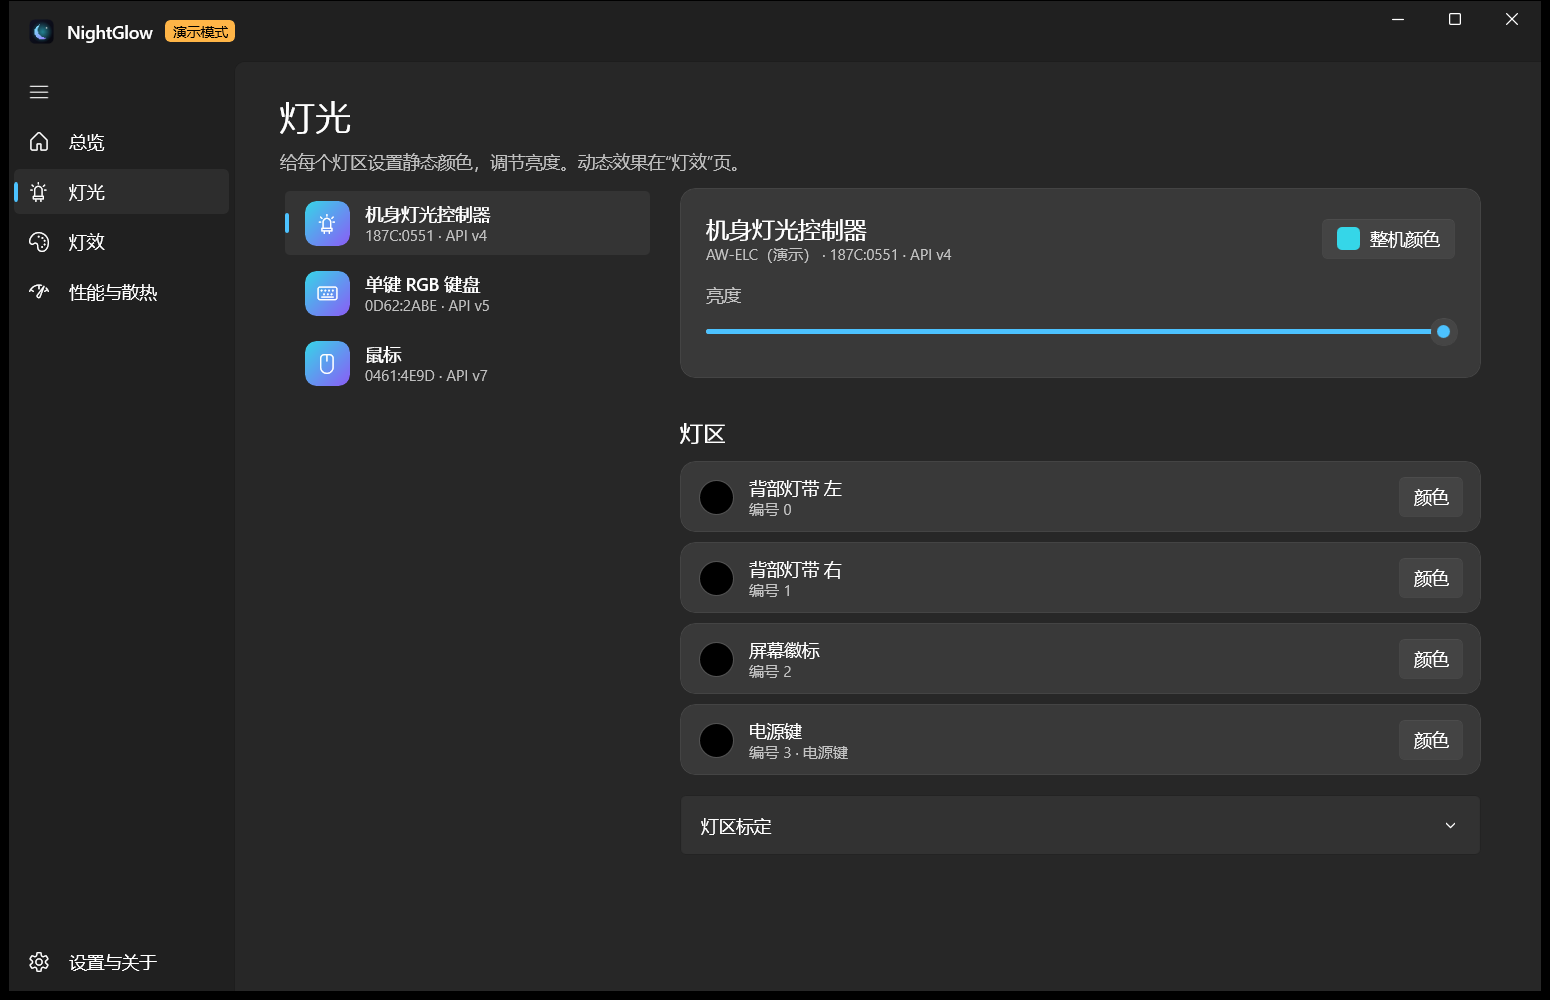 NightGlow 演示模式
总览
灯光
灯效
性能与散热
设置与关于
灯光
给每个灯区设置静态颜色，调节亮度。动态效果在“灯效”页。
机身灯光控制器
187C:0551 · API v4
单键 RGB 键盘
0D62:2ABE · API v5
鼠标
0461:4E9D · API v7
机身灯光控制器
AW-ELC（演示） · 187C:0551 · API v4
整机颜色
亮度
灯区
背部灯带 左
编号 0
颜色
背部灯带 右
编号 1
颜色
屏幕徽标
编号 2
颜色
电源键
编号 3 · 电源键
颜色
灯区标定